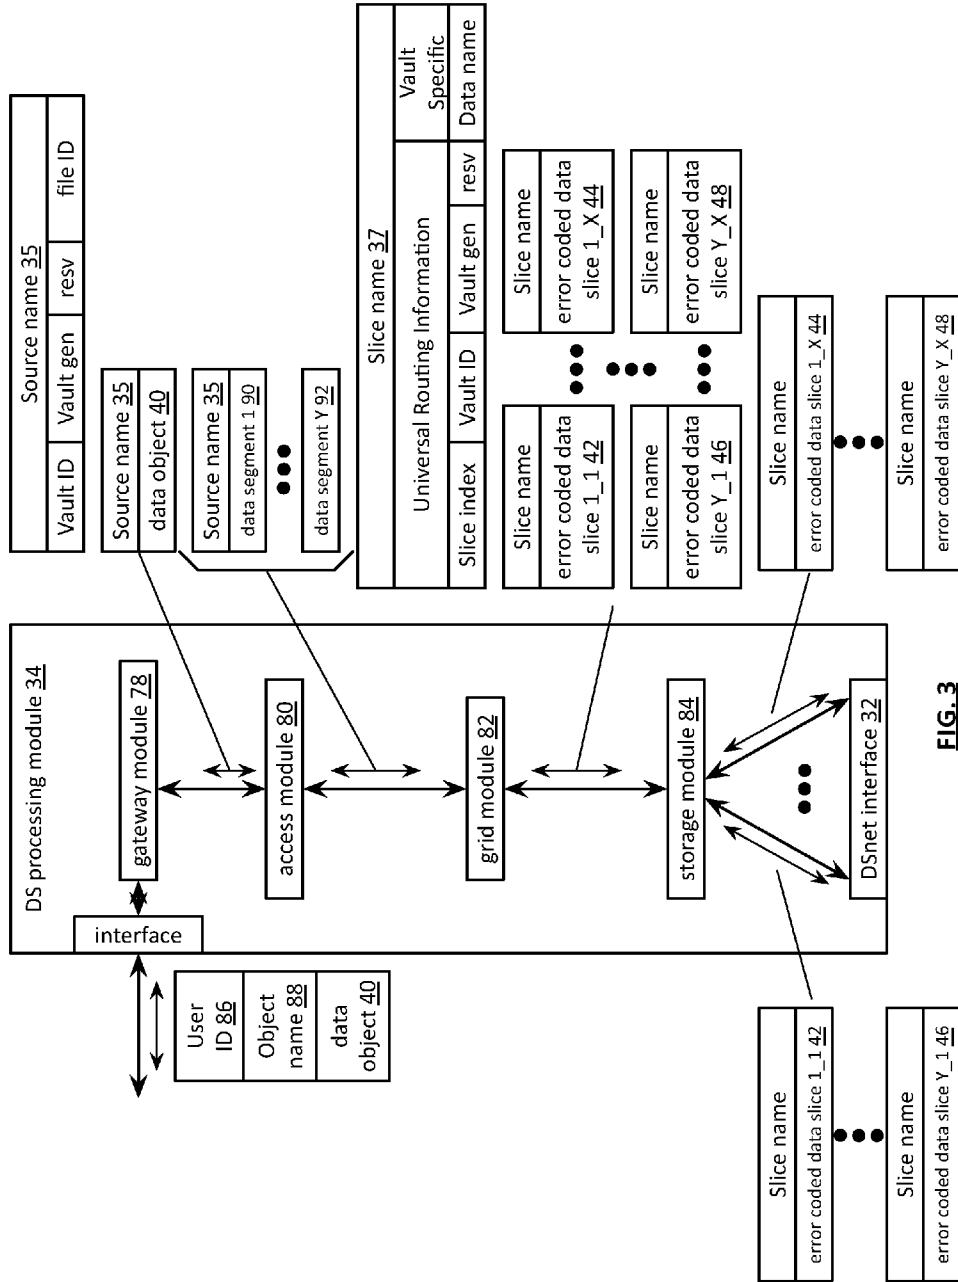 DS processing module 34
interface
gateway module 78
access module 80
grid module 82
storage module 84
DSnet interface 32
User
ID 86
Object
name 88
data
object 40
Source name 35
Vault ID
Vault gen
resv
file ID
Source name 35
data object 40
Source name 35
data segment 1 90
data segment Y 92
Slice name 37
Universal Routing Information
Vault
Specific
Slice index
Vault ID
Vault gen
resv
Data name
Slice name
error coded data
slice 1_1 42
Slice name
error coded data
slice 1_X 44
Slice name
error coded data
slice Y_1 46
Slice name
error coded data
slice Y_X 48
Slice name
error coded data slice 1_1 42
Slice name
error coded data slice Y_1 46
Slice name
error coded data slice 1_X 44
Slice name
error coded data slice Y_X 48
FIG. 3